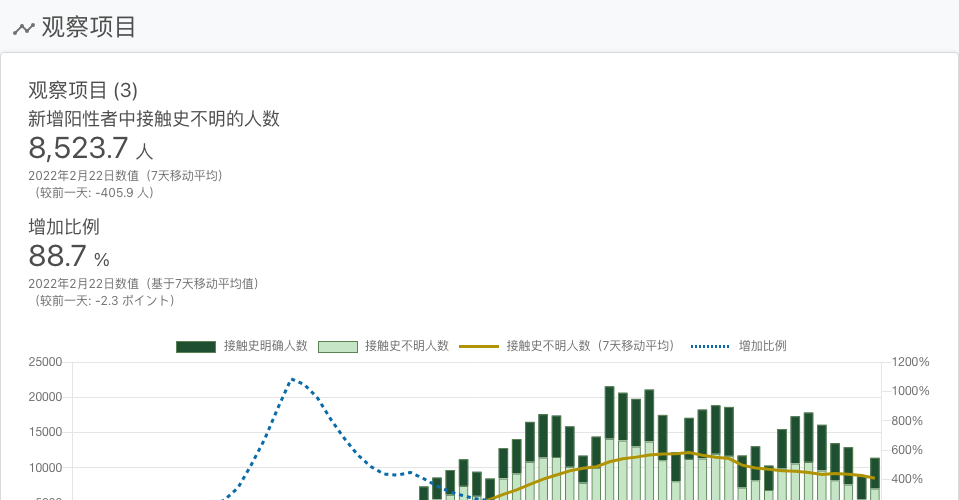 观察项目
观察项目 (3)
新增阳性者中接触史不明的人数
8,523.7 人
2022年2月22日数值（7天移动平均）
（较前一天: -405.9 人）
增加比例
88.7 %
2022年2月22日数值（基于7天移动平均值）
（较前一天: -2.3 ポイント）
接触史明确人数 接触史不明人数 接触史不明人数（7天移动平均） 增加比例
25000 1200%
1000%
20000
800%
15000
600%
10000
400%